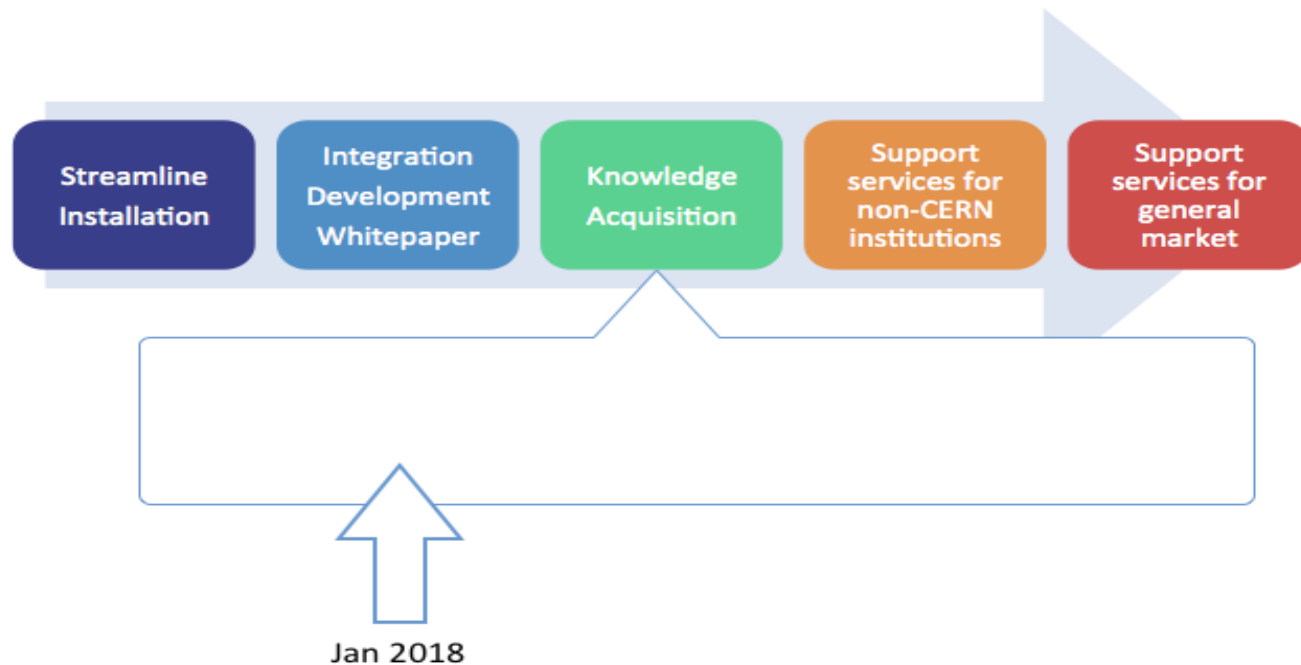 Streamline
Installation
Integration
Development
Whitepaper
Knowledge
Acquisition
Support
services for
non-CERN
institutions
Support
services for
general
market
Jan 2018